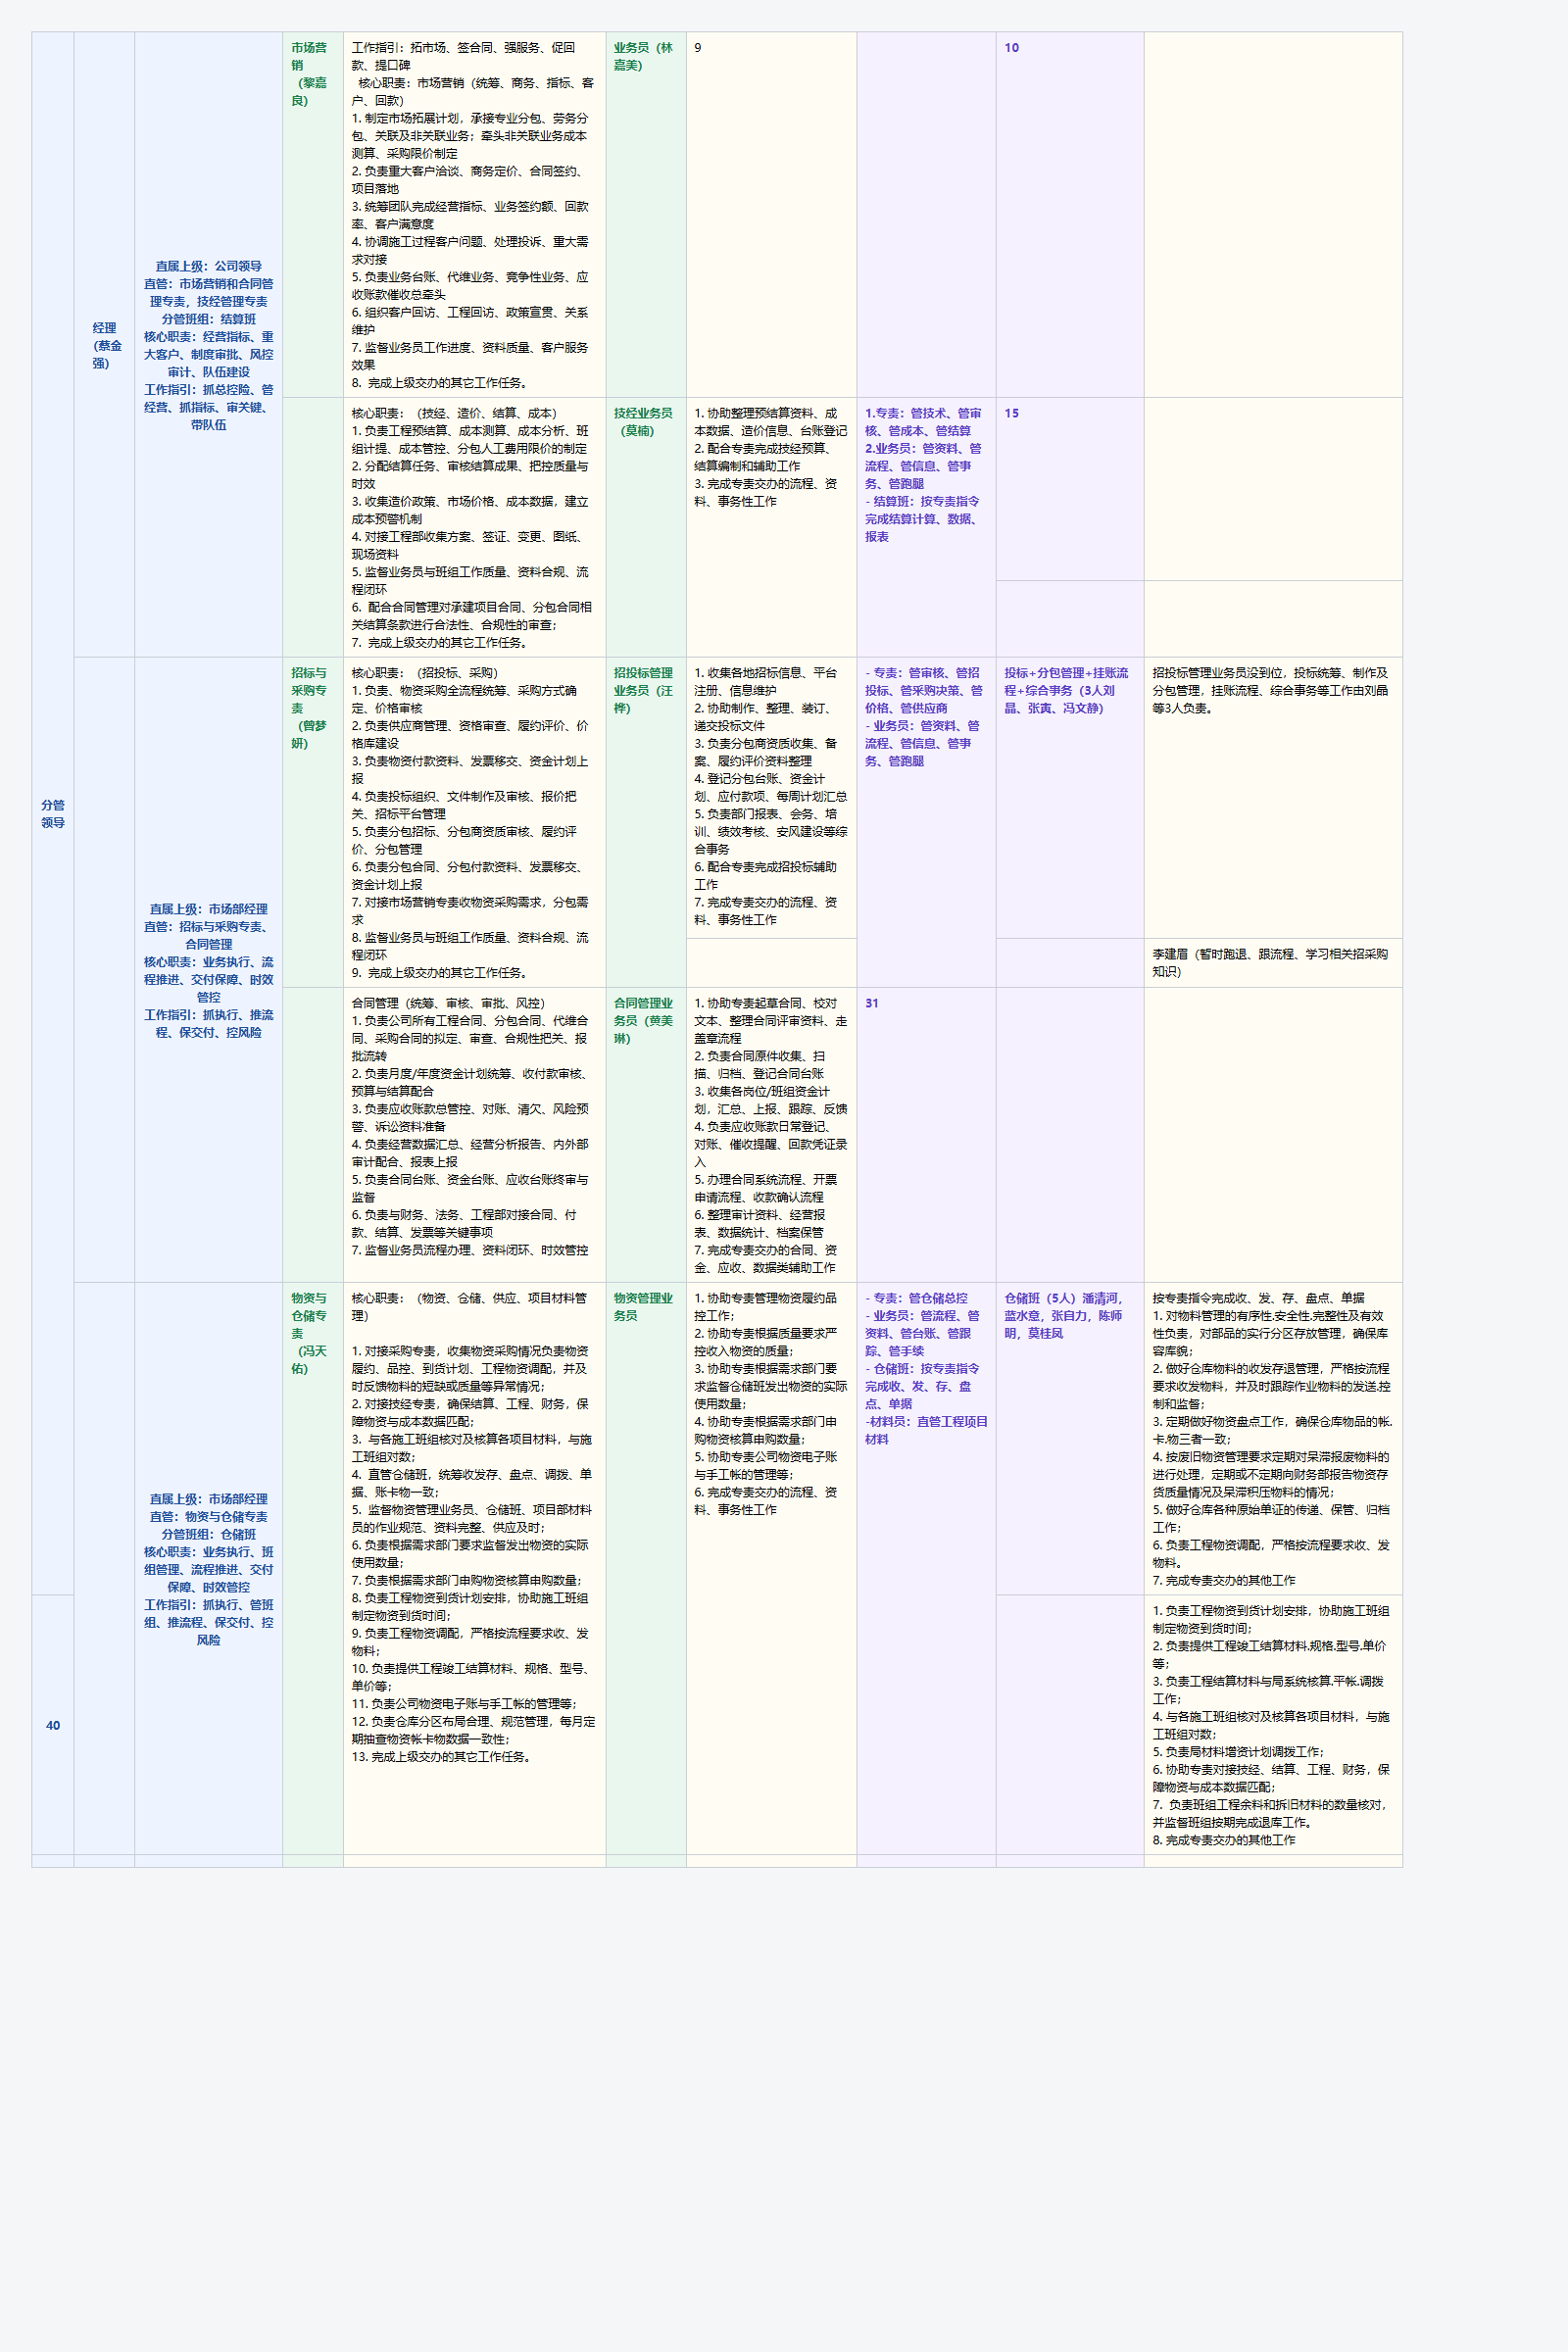 分管
领导
经理
(蔡金
强)
直属上级：公司领导
直管：市场营销和合同管
理专责，技经管理专责
分管班组：结算班
核心职责：经营指标、重
大客户、制度审批、风控
审计、队伍建设
工作指引：抓总控险、管
经营、抓指标、审关键、
带队伍
市场营
销
（黎嘉
良）
工作指引：拓市场、签合同、强服务、促回
款、提口碑
核心职责：市场营销（统筹、商务、指标、客
户、回款）
1. 制定市场拓展计划，承接专业分包、劳务分
包、关联及非关联业务；牵头非关联业务成本
测算、采购限价制定
2. 负责重大客户洽谈、商务定价、合同签约、
项目落地
3. 统筹团队完成经营指标、业务签约额、回款
率、客户满意度
4. 协调施工过程客户问题、处理投诉、重大需
求对接
5. 负责业务台账、代维业务、竞争性业务、应
收账款催收总牵头
6. 组织客户回访、工程回访、政策宣贯、关系
维护
7. 监督业务员工作进度、资料质量、客户服务
效果
8. 完成上级交办的其它工作任务。
业务员（林
嘉美）
9
10
核心职责：（技经、造价、结算、成本）
1. 负责工程预结算、成本测算、成本分析、班
组计提、成本管控、分包人工费用限价的制定
2. 分配结算任务、审核结算成果、把控质量与
时效
3. 收集造价政策、市场价格、成本数据，建立
成本预警机制
4. 对接工程部收集方案、签证、变更、图纸、
现场资料
5. 监督业务员与班组工作质量、资料合规、流
程闭环
6. 配合合同管理对承建项目合同、分包合同相
关结算条款进行合法性、合规性的审查；
7. 完成上级交办的其它工作任务。
技经业务员
（莫楠）
1. 协助整理预结算资料、成
本数据、造价信息、台账登记
2. 配合专责完成技经预算、
结算编制和辅助工作
3. 完成专责交办的流程、资
料、事务性工作
1.专责：管技术、管审
核、管成本、管结算
2.业务员：管资料、管
流程、管信息、管事
务、管跑腿
- 结算班：按专责指令
完成结算计算、数据、
报表
15
直属上级：市场部经理
直管：招标与采购专责、
合同管理
核心职责：业务执行、流
程推进、交付保障、时效
管控
工作指引：抓执行、推流
程、保交付、控风险
招标与
采购专
责
（曾梦
妍）
核心职责：（招投标、采购）
1. 负责、物资采购全流程统筹、采购方式确
定、价格审核
2. 负责供应商管理、资格审查、履约评价、价
格库建设
3. 负责物资付款资料、发票移交、资金计划上
报
4. 负责投标组织、文件制作及审核、报价把
关、招标平台管理
5. 负责分包招标、分包商资质审核、履约评
价、分包管理
6. 负责分包合同、分包付款资料、发票移交、
资金计划上报
7. 对接市场营销专责收物资采购需求，分包需
求
8. 监督业务员与班组工作质量、资料合规、流
程闭环
9. 完成上级交办的其它工作任务。
招投标管理
业务员（汪
桦）
1. 收集各地招标信息、平台
注册、信息维护
2. 协助制作、整理、装订、
递交投标文件
3. 负责分包商资质收集、备
案、履约评价资料整理
4. 登记分包台账、资金计
划、应付款项、每周计划汇总
5. 负责部门报表、会务、培
训、绩效考核、安风建设等综
合事务
6. 配合专责完成招投标辅助
工作
7. 完成专责交办的流程、资
料、事务性工作
- 专责：管审核、管招
投标、管采购决策、管
价格、管供应商
- 业务员：管资料、管
流程、管信息、管事
务、管跑腿
投标+分包管理+挂账流
程+综合事务（3人刘
晶、张寅、冯文静）
招投标管理业务员没到位，投标统筹、制作及
分包管理，挂账流程、综合事务等工作由刘晶
等3人负责。
李建眉（暂时跑退、跟流程、学习相关招采购
知识）
合同管理（统筹、审核、审批、风控）
1. 负责公司所有工程合同、分包合同、代维合
同、采购合同的拟定、审查、合规性把关、报
批流转
2. 负责月度/年度资金计划统筹、收付款审核、
预算与结算配合
3. 负责应收账款总管控、对账、清欠、风险预
警、诉讼资料准备
4. 负责经营数据汇总、经营分析报告、内外部
审计配合、报表上报
5. 负责合同台账、资金台账、应收台账终审与
监督
6. 负责与财务、法务、工程部对接合同、付
款、结算、发票等关键事项
7. 监督业务员流程办理、资料闭环、时效管控
合同管理业
务员（黄美
琳）
1. 协助专责起草合同、校对
文本、整理合同评审资料、走
盖章流程
2. 负责合同原件收集、扫
描、归档、登记合同台账
3. 收集各岗位/班组资金计
划，汇总、上报、跟踪、反馈
4. 负责应收账款日常登记、
对账、催收提醒、回款凭证录
入
5. 办理合同系统流程、开票
申请流程、收款确认流程
6. 整理审计资料、经营报
表、数据统计、档案保管
7. 完成专责交办的合同、资
金、应收、数据类辅助工作
31
直属上级：市场部经理
直管：物资与仓储专责
分管班组：仓储班
核心职责：业务执行、班
组管理、流程推进、交付
保障、时效管控
工作指引：抓执行、管班
组、推流程、保交付、控
风险
物资与
仓储专
责
（冯天
佑）
核心职责：（物资、仓储、供应、项目材料管
理）
1. 对接采购专责，收集物资采购情况负责物资
履约、品控、到货计划、工程物资调配，并及
时反馈物料的短缺或质量等异常情况；
2. 对接技经专责，确保结算、工程、财务，保
障物资与成本数据匹配；
3. 与各施工班组核对及核算各项目材料，与施
工班组对数；
4. 直管仓储班，统筹收发存、盘点、调拨、单
据、账卡物一致；
5. 监督物资管理业务员、仓储班、项目部材料
员的作业规范、资料完整、供应及时；
6. 负责根据需求部门要求监督发出物资的实际
使用数量；
7. 负责根据需求部门申购物资核算申购数量；
8. 负责工程物资到货计划安排，协助施工班组
制定物资到货时间；
9. 负责工程物资调配，严格按流程要求收、发
物料；
10. 负责提供工程竣工结算材料、规格、型号、
单价等；
11. 负责公司物资电子账与手工帐的管理等；
12. 负责仓库分区布局合理、规范管理，每月定
期抽查物资帐卡物数据一致性；
13. 完成上级交办的其它工作任务。
物资管理业
务员
1. 协助专责管理物资履约品
控工作；
2. 协助专责根据质量要求严
控收入物资的质量；
3. 协助专责根据需求部门要
求监督仓储班发出物资的实际
使用数量；
4. 协助专责根据需求部门申
购物资核算申购数量；
5. 协助专责公司物资电子账
与手工帐的管理等；
6. 完成专责交办的流程、资
料、事务性工作
- 专责：管仓储总控
- 业务员：管流程、管
资料、管台账、管跟
踪、管手续
- 仓储班：按专责指令
完成收、发、存、盘
点、单据
-材料员：直管工程项目
材料
仓储班（5人）潘清河，
蓝水意，张自力，陈师
明，莫桂凤
按专责指令完成收、发、存、盘点、单据
1. 对物料管理的有序性.安全性.完整性及有效
性负责，对部品的实行分区存放管理，确保库
容库貌；
2. 做好仓库物料的收发存退管理，严格按流程
要求收发物料，并及时跟踪作业物料的发送.控
制和监督；
3. 定期做好物资盘点工作，确保仓库物品的帐.
卡.物三者一致；
4. 按废旧物资管理要求定期对呆滞报废物料的
进行处理，定期或不定期向财务部报告物资存
货质量情况及呆滞积压物料的情况；
5. 做好仓库各种原始单证的传递、保管、归档
工作；
6. 负责工程物资调配，严格按流程要求收、发
物料。
7. 完成专责交办的其他工作
40
1. 负责工程物资到货计划安排，协助施工班组
制定物资到货时间；
2. 负责提供工程竣工结算材料.规格.型号.单价
等；
3. 负责工程结算材料与局系统核算.平帐.调拨
工作；
4. 与各施工班组核对及核算各项目材料，与施
工班组对数；
5. 负责局材料增资计划调拨工作；
6. 协助专责对接技经、结算、工程、财务，保
障物资与成本数据匹配；
7. 负责班组工程余料和拆旧材料的数量核对，
并监督班组按期完成退库工作。
8. 完成专责交办的其他工作